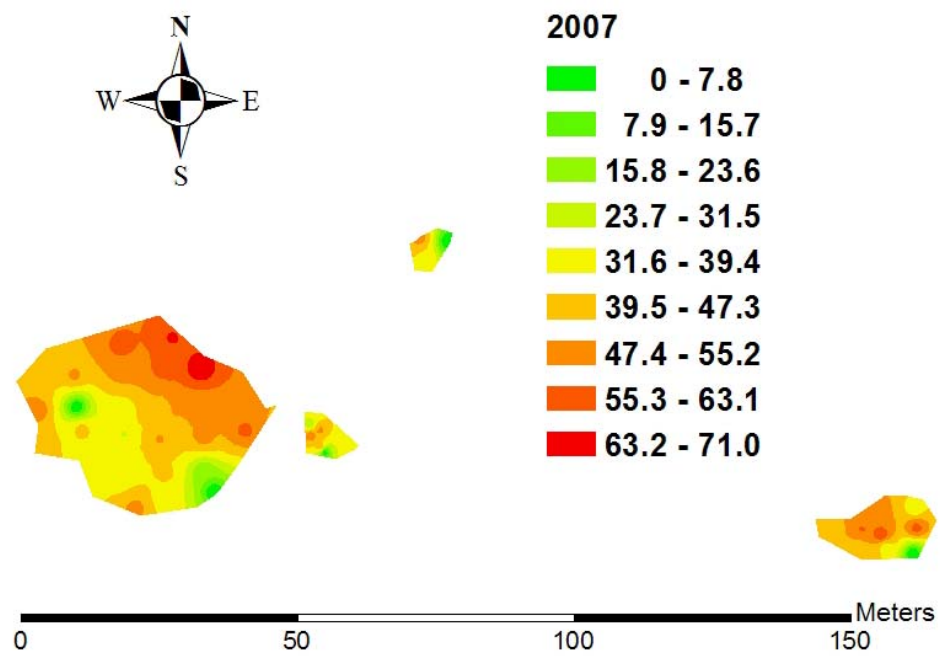 N
W E
S
2007
0 - 7.8
7.9 - 15.7
15.8 - 23.6
23.7 - 31.5
31.6 - 39.4
39.5 - 47.3
47.4 - 55.2
55.3 - 63.1
63.2 - 71.0
Meters
0 50 100 150